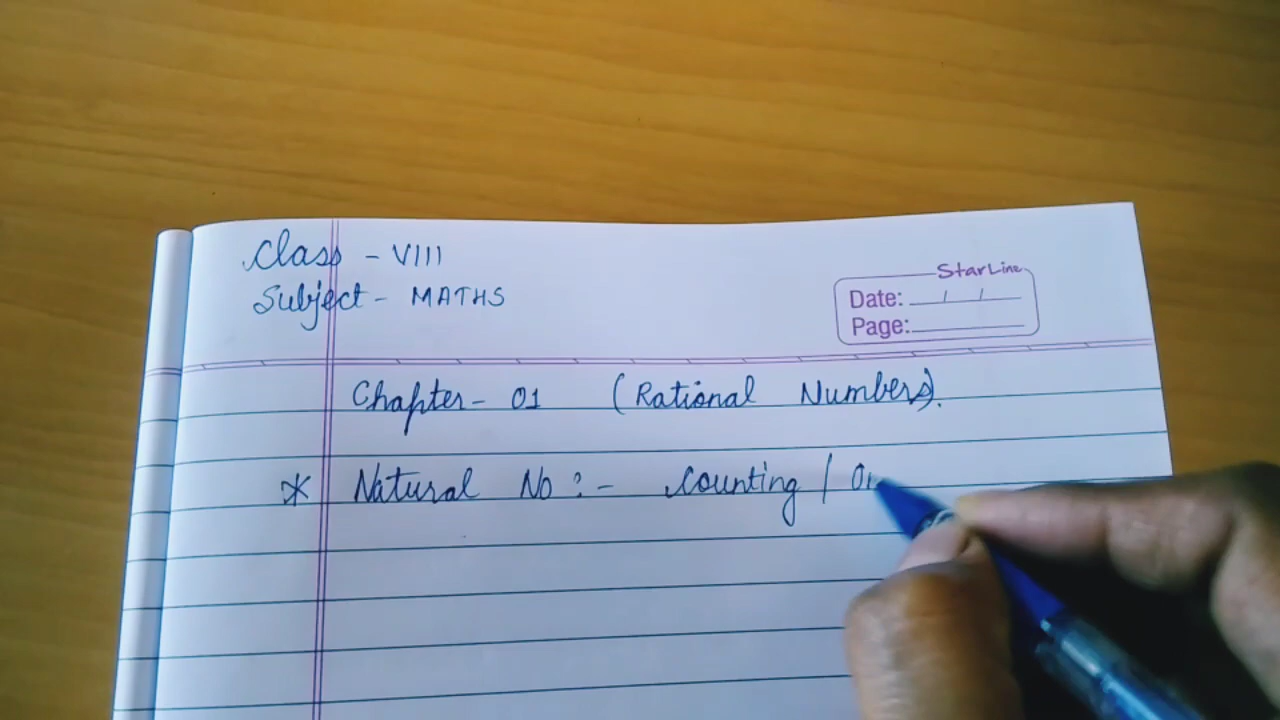 Class - VIII
Subject - MATHS
StarLine
Date: / /
Page:
Chapter - 01 (Rational Numbers).
* Natural No :- Counting /